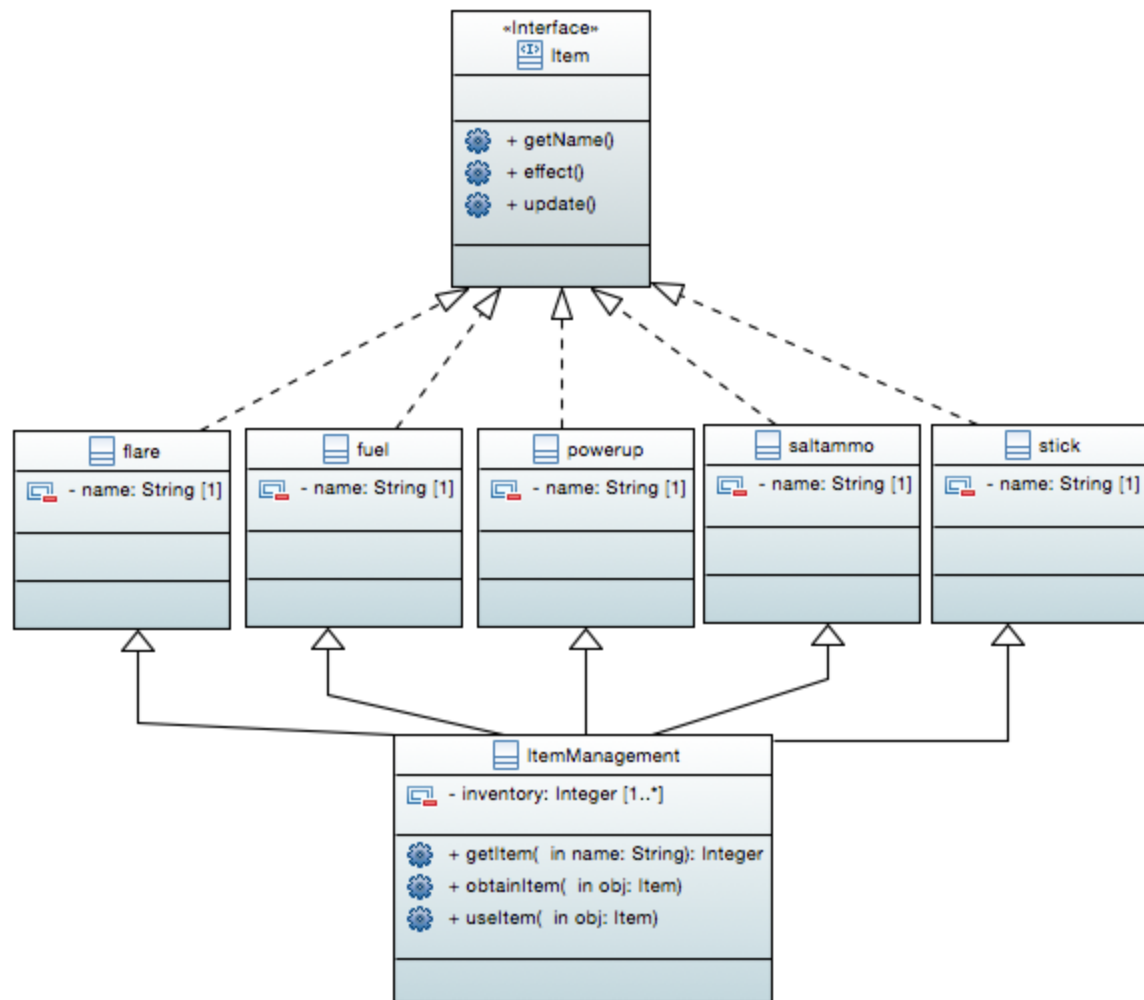 «Interface»
Item
+ getName()
+ effect()
+ update()
flare
- name: String [1]
fuel
- name: String [1]
powerup
- name: String [1]
saltammo
- name: String [1]
stick
- name: String [1]
ItemManagement
- inventory: Integer [1..*]
+ getItem( in name: String): Integer
+ obtainItem( in obj: Item)
+ useItem( in obj: Item)